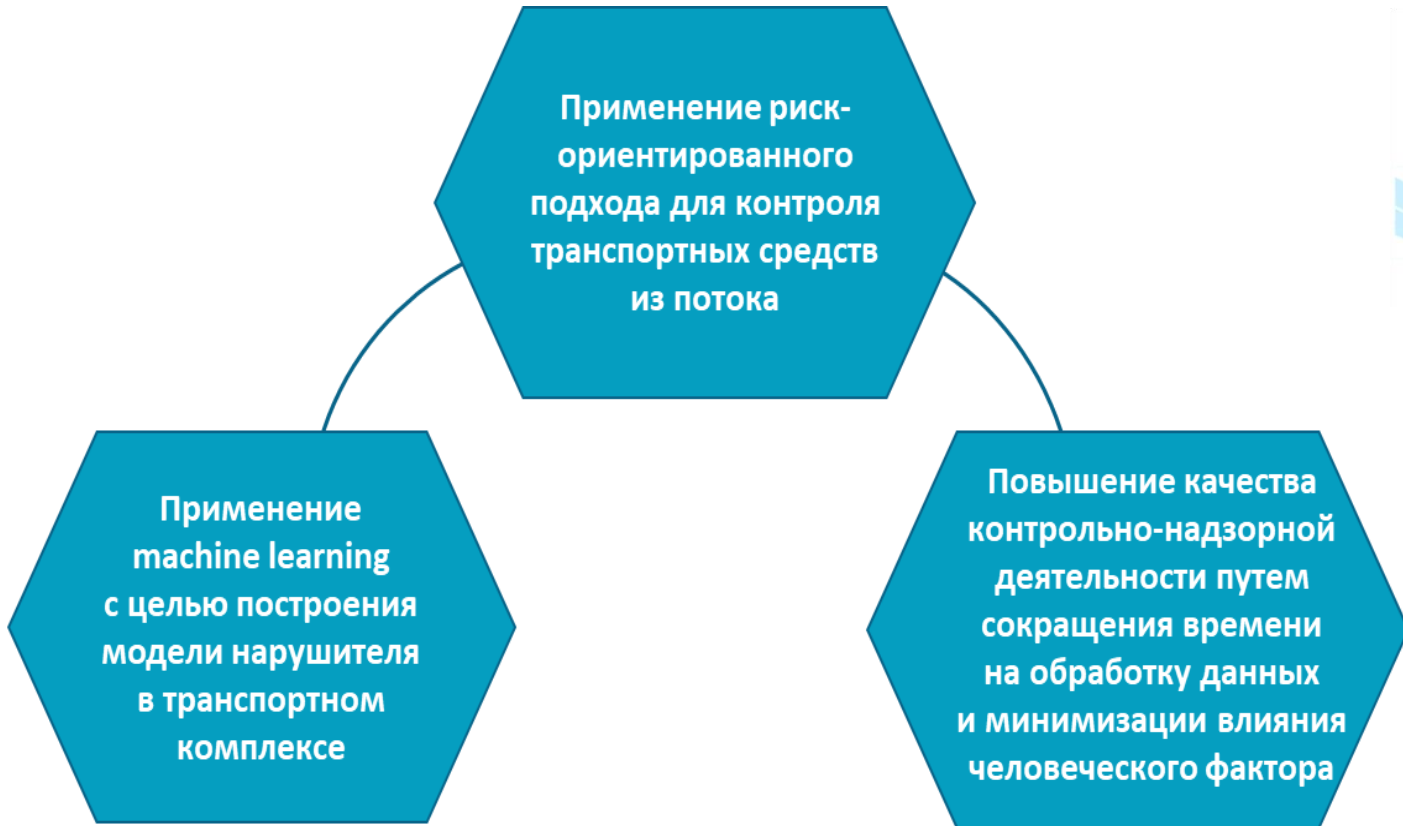 Применение риск-
ориентированного
подхода для контроля
транспортных средств
из потока
Применение
machine learning
с целью построения
модели нарушителя
в транспортном
комплексе
Повышение качества
контрольно-надзорной
деятельности путем
сокращения времени
на обработку данных
и минимизации влияния
человеческого фактора